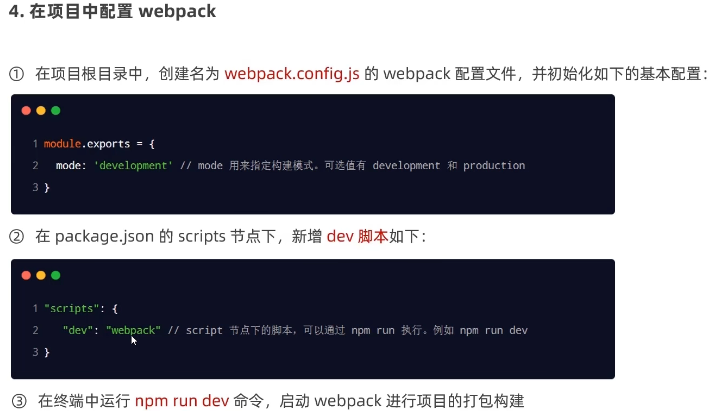 4. 在项目中配置 webpack
① 在项目根目录中，创建名为 webpack.config.js 的 webpack 配置文件，并初始化如下的基本配置：
1 module.exports = {
2 mode: 'development' // mode 用来指定构建模式。可选值有 development 和 production
3 }
② 在 package.json 的 scripts 节点下，新增 dev 脚本如下：
1 "scripts": {
2 "dev": "webpack" // script 节点下的脚本，可以通过 npm run 执行。例如 npm run dev
3 }
③ 在终端中运行 npm run dev 命令，启动 webpack 进行项目的打包构建